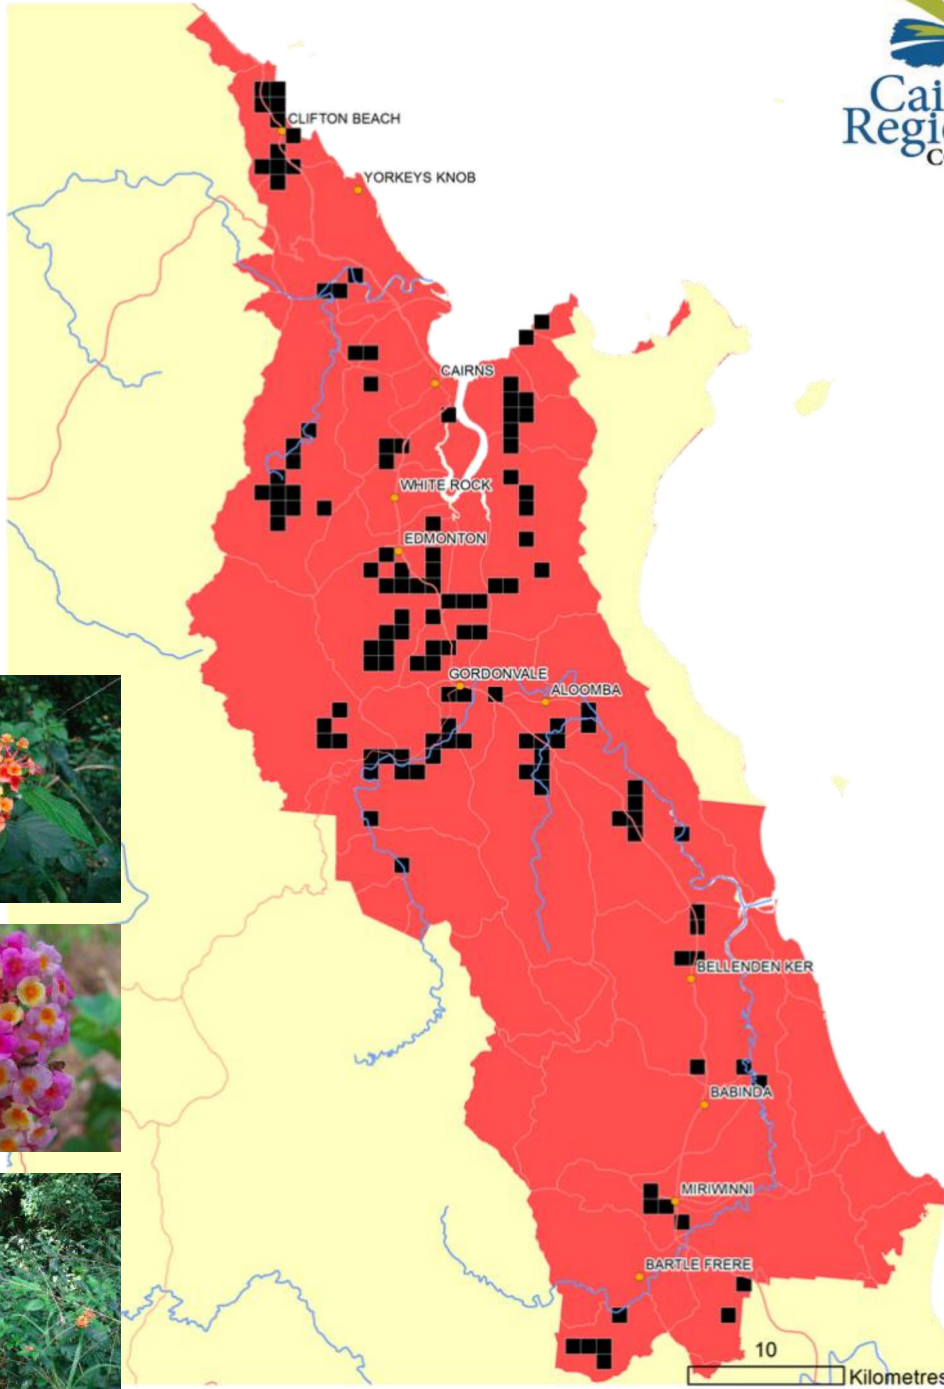 CLIFTON BEACH
YORKEYS KNOB
CAIRNS
WHITE ROCK
EDMONTON
GORDONVALE
ALOOMBA
BELLENDEN KER
BABINDA
MIRIWINNI
BARTLE FRERE
10
Kilometres